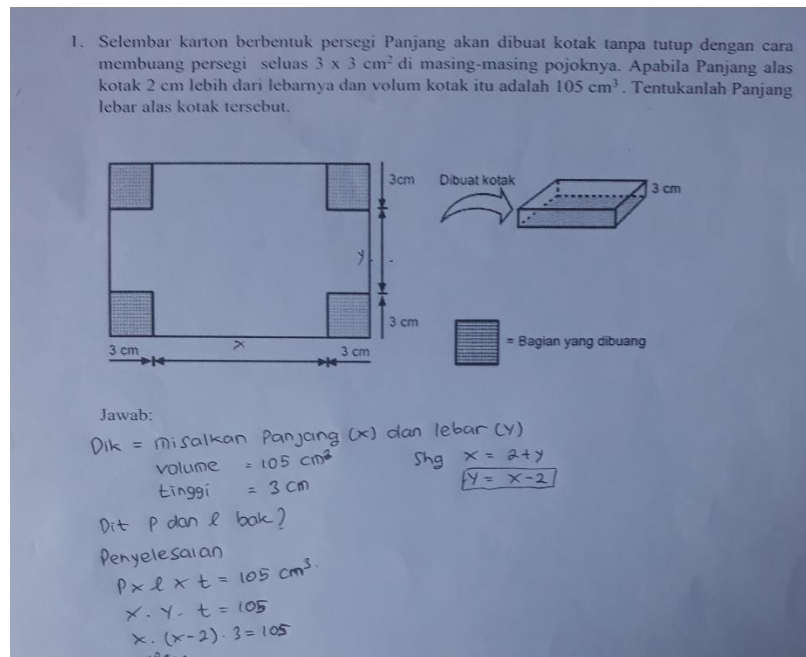 1. Selembar karton berbentuk persegi Panjang akan dibuat kotak tanpa tutup dengan cara
membuang persegi seluas 3 x 3 cm² di masing-masing pojoknya. Apabila Panjang alas
kotak 2 cm lebih dari lebarnya dan volum kotak itu adalah 105 cm³. Tentukanlah Panjang
lebar alas kotak tersebut.
3cm
Dibuat kotak
3 cm
y
3 cm
= Bagian yang dibuang
3 cm
x
3 cm
Jawab:
Dik = misalkan Panjang (x) dan lebar (y)
volume = 105 cm³
Shg x = 2+y
tinggi = 3 cm
y = x-2
Dit p dan l bak?
Penyelesaian
p x l x t = 105 cm³.
x. y. t = 105
x. (x-2). 3 = 105